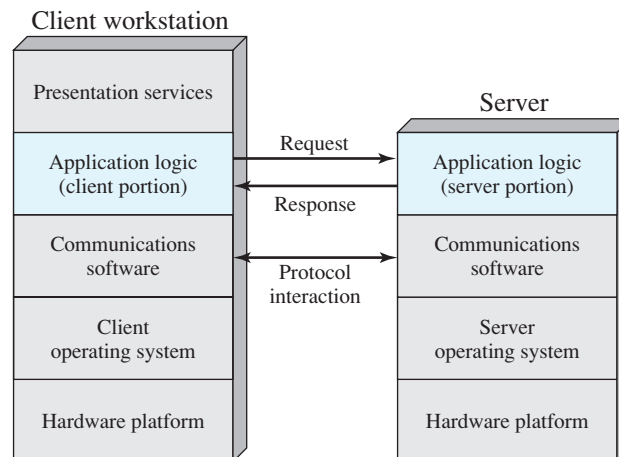 Client workstation
Presentation services
Application logic
(client portion)
Communications
software
Client
operating system
Hardware platform
Request
Response
Protocol
interaction
Server
Application logic
(server portion)
Communications
software
Server
operating system
Hardware platform